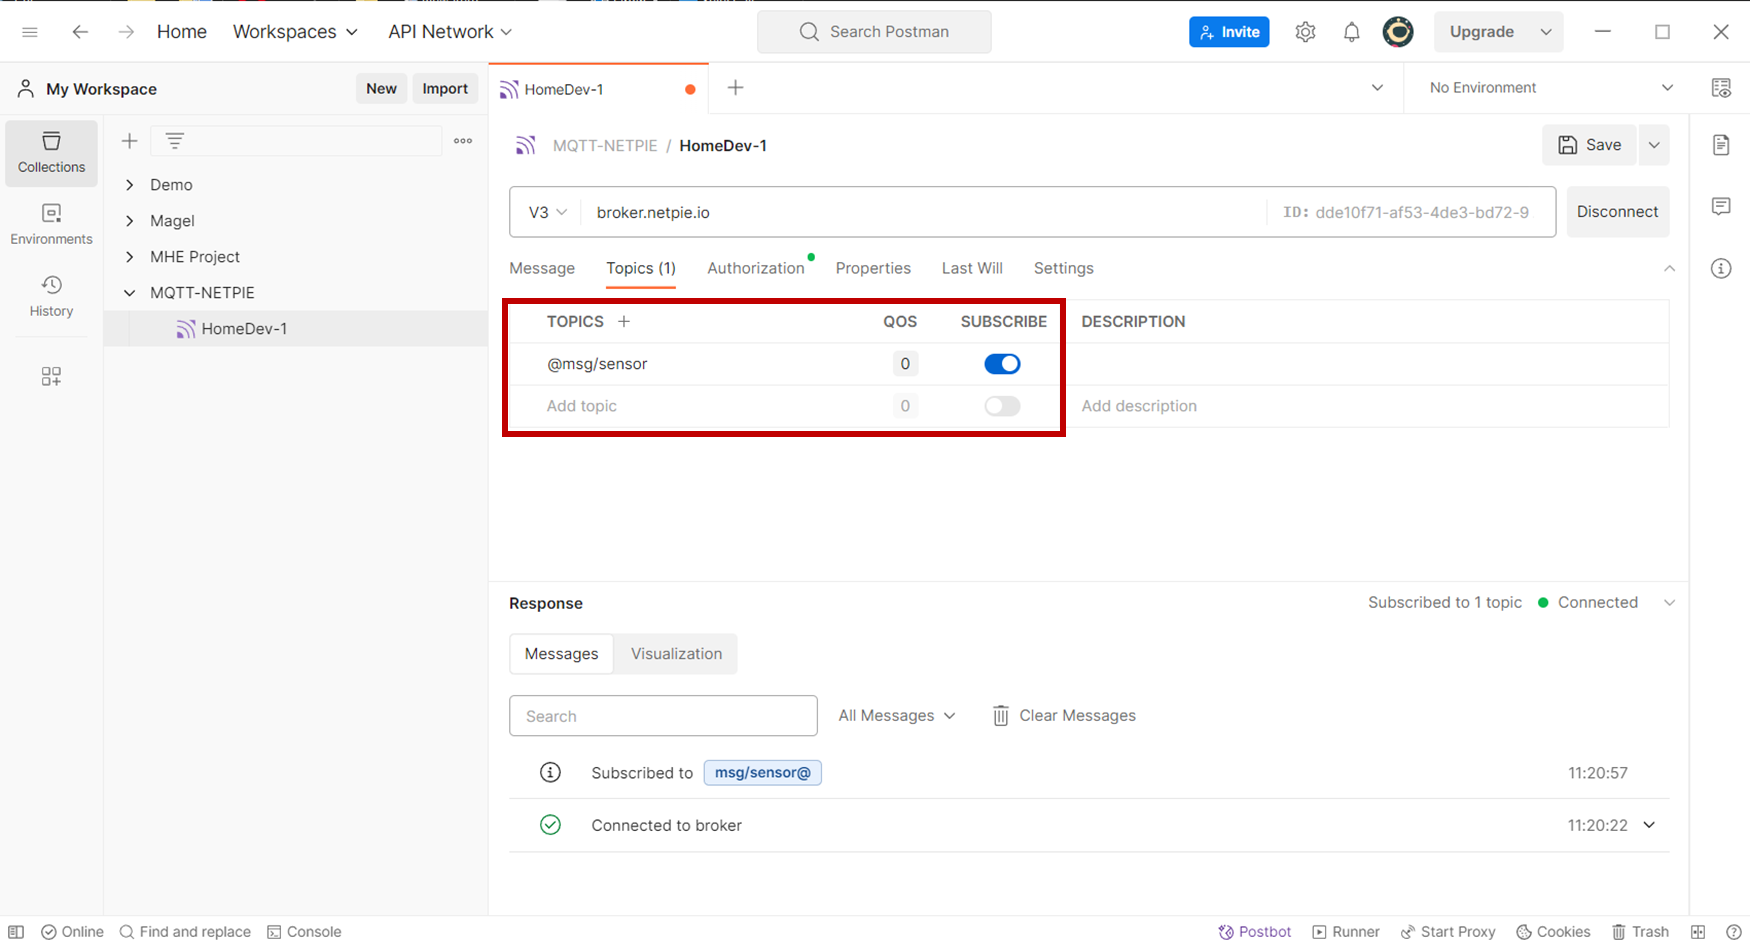 Home Workspaces API Network Search Postman Invite Upgrade
My Workspace New Import HomeDev-1 No Environment
Collections
Environments
History
Demo
Magel
MHE Project
MQTT-NETPIE
HomeDev-1
MQTT-NETPIE / HomeDev-1 Save
V3 broker.netpie.io ID: dde10f71-af53-4de3-bd72-9 Disconnect
Message Topics (1) Authorization Properties Last Will Settings
TOPICS + QOS SUBSCRIBE DESCRIPTION
@msg/sensor 0
Add topic 0 Add description
Response Subscribed to 1 topic Connected
Messages Visualization
Search All Messages Clear Messages
Subscribed to msg/sensor@ 11:20:57
Connected to broker 11:20:22
Online Find and replace Console Postbot Runner Start Proxy Cookies Trash